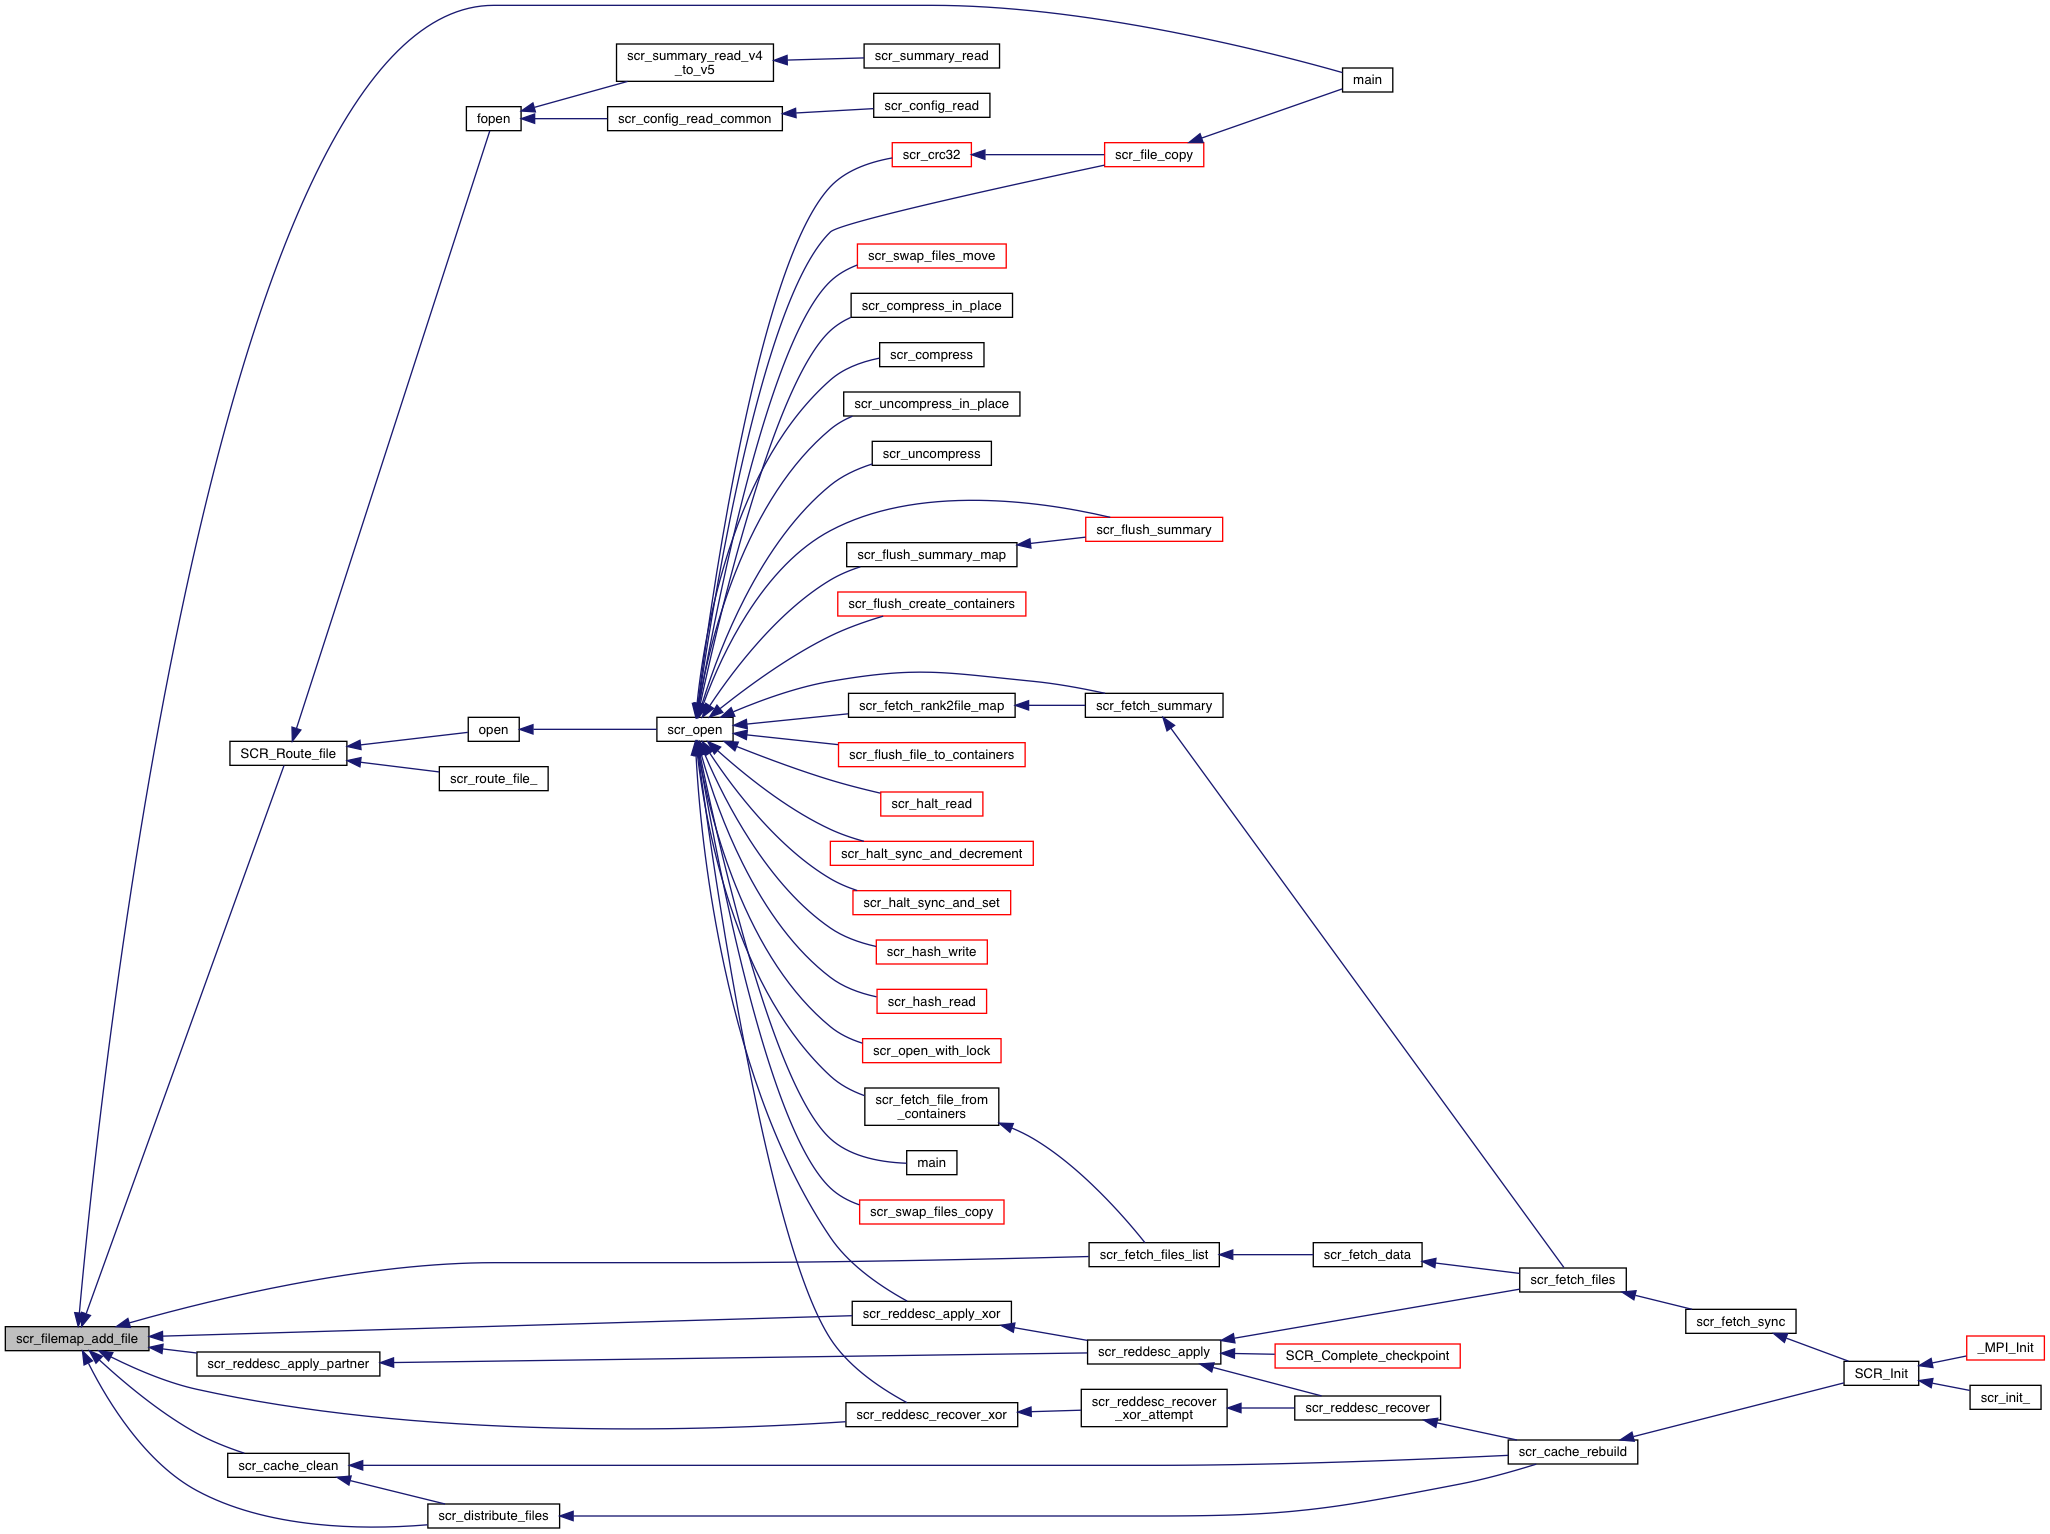 scr_summary_read_v4
_to_v5
scr_summary_read
main
fopen
scr_config_read_common
scr_config_read
scr_crc32
scr_file_copy
scr_swap_files_move
scr_compress_in_place
scr_compress
scr_uncompress_in_place
scr_uncompress
scr_flush_summary
scr_flush_summary_map
scr_flush_create_containers
scr_fetch_rank2file_map
scr_fetch_summary
open
scr_open
SCR_Route_file
scr_flush_file_to_containers
scr_route_file_
scr_halt_read
scr_halt_sync_and_decrement
scr_halt_sync_and_set
scr_hash_write
scr_hash_read
scr_open_with_lock
scr_fetch_file_from
_containers
main
scr_swap_files_copy
scr_fetch_files_list
scr_fetch_data
scr_fetch_files
scr_reddesc_apply_xor
scr_fetch_sync
scr_filemap_add_file
scr_reddesc_apply_partner
scr_reddesc_apply
SCR_Complete_checkpoint
_MPI_Init
SCR_Init
scr_init_
scr_reddesc_recover_xor
scr_reddesc_recover
_xor_attempt
scr_reddesc_recover
scr_cache_rebuild
scr_cache_clean
scr_distribute_files